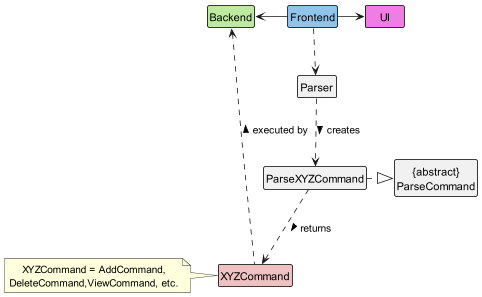 Backend
Frontend
UI
Parser
executed by
creates
ParseXYZCommand
{abstract}
ParseCommand
returns
XYZCommand = AddCommand,
DeleteCommand,ViewCommand, etc.
XYZCommand